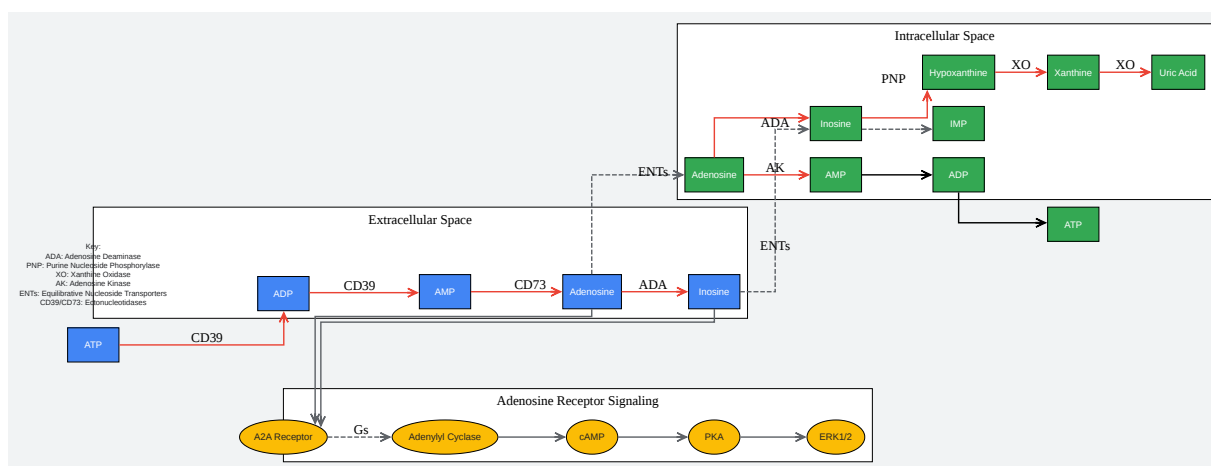 Intracellular Space
Hypoxanthine
XO
Xanthine
XO
Uric Acid
PNP
ADA
Inosine
IMP
ENTs
Adenosine
AK
AMP
ADP
ATP
Extracellular Space
ENTs
Key:
ADA: Adenosine Deaminase
PNP: Purine Nucleoside Phosphorylase
XO: Xanthine Oxidase
AK: Adenosine Kinase
ENTs: Equilibrative Nucleoside Transporters
CD39/CD73: Ectonucleotidases
ADP
CD39
AMP
CD73
Adenosine
ADA
Inosine
ATP
CD39
Adenosine Receptor Signaling
A2A Receptor
Gs
Adenylyl Cyclase
cAMP
PKA
ERK1/2